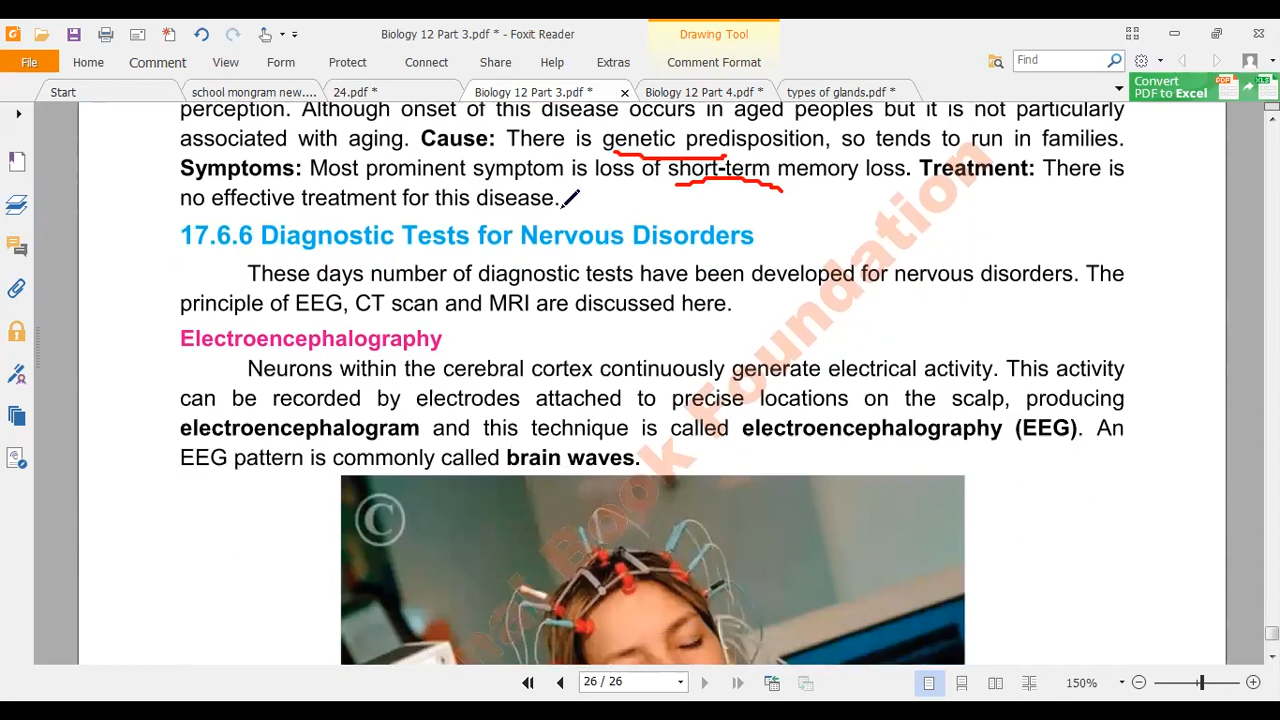 Biology 12 Part 3.pdf * - Foxit Reader
Drawing Tool
File Home Comment View Form Protect Connect Share Help Extras Comment Format Find
Start school mongram new.... 24.pdf * Biology 12 Part 3.pdf * Biology 12 Part 4.pdf * types of glands.pdf *
Convert
PDF to Excel
PDF XLS
perception. Although onset of this disease occurs in aged peoples but it is not particularly
associated with aging. Cause: There is genetic predisposition, so tends to run in families.
Symptoms: Most prominent symptom is loss of short-term memory loss. Treatment: There is
no effective treatment for this disease.
17.6.6 Diagnostic Tests for Nervous Disorders
These days number of diagnostic tests have been developed for nervous disorders. The
principle of EEG, CT scan and MRI are discussed here.
Electroencephalography
Neurons within the cerebral cortex continuously generate electrical activity. This activity
can be recorded by electrodes attached to precise locations on the scalp, producing
electroencephalogram and this technique is called electroencephalography (EEG). An
EEG pattern is commonly called brain waves.
©
Book Foundation
26 / 26
150%